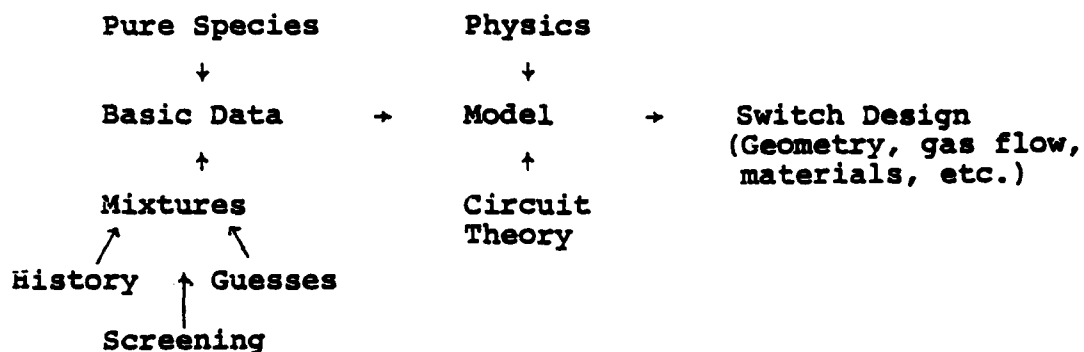 Pure Species Physics
↓ ↓
Basic Data → Model → Switch Design
(Geometry, gas flow,
↑ ↑ materials, etc.)
Mixtures Circuit
Theory
History Guesses
Screening